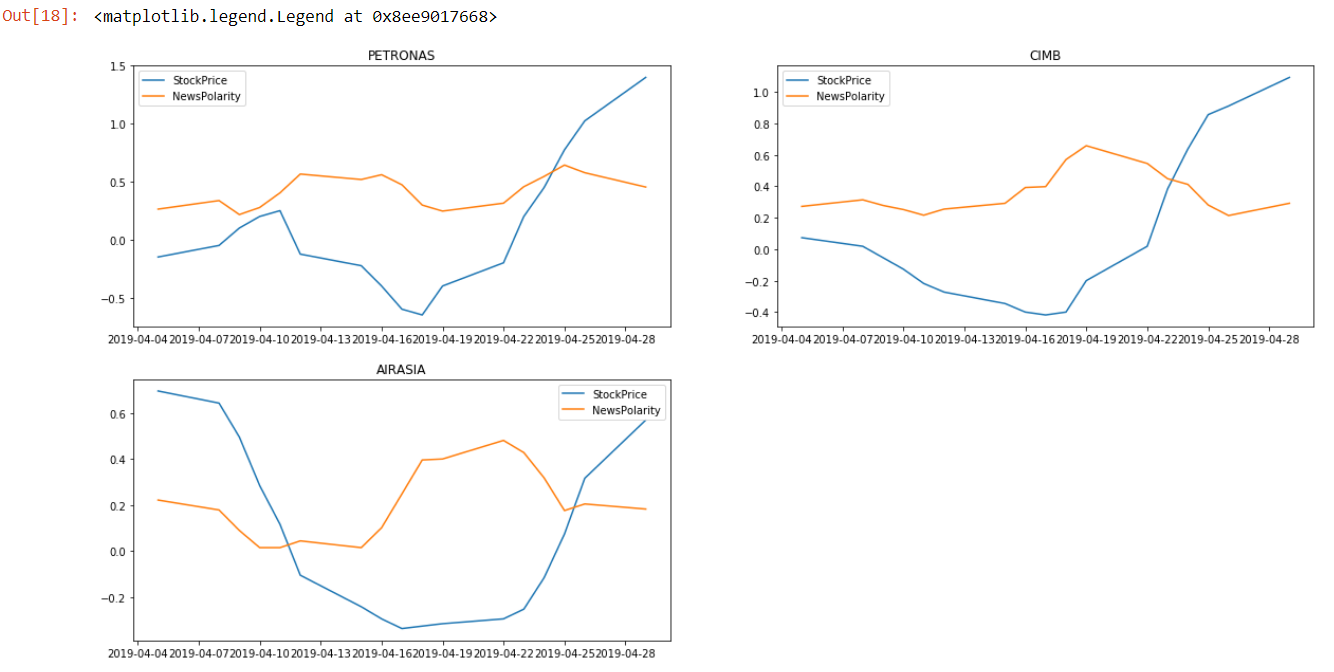 Out[18]: <matplotlib.legend.Legend at 0x8ee9017668>
PETRONAS
StockPrice
NewsPolarity
1.5
1.0
0.5
0.0
−0.5
2019-04-04 2019-04-07 2019-04-10 2019-04-13 2019-04-16 2019-04-19 2019-04-22 2019-04-25 2019-04-28
CIMB
StockPrice
NewsPolarity
1.0
0.8
0.6
0.4
0.2
0.0
−0.2
−0.4
2019-04-04 2019-04-07 2019-04-10 2019-04-13 2019-04-16 2019-04-19 2019-04-22 2019-04-25 2019-04-28
AIRASIA
StockPrice
NewsPolarity
0.6
0.4
0.2
0.0
−0.2
2019-04-04 2019-04-07 2019-04-10 2019-04-13 2019-04-16 2019-04-19 2019-04-22 2019-04-25 2019-04-28